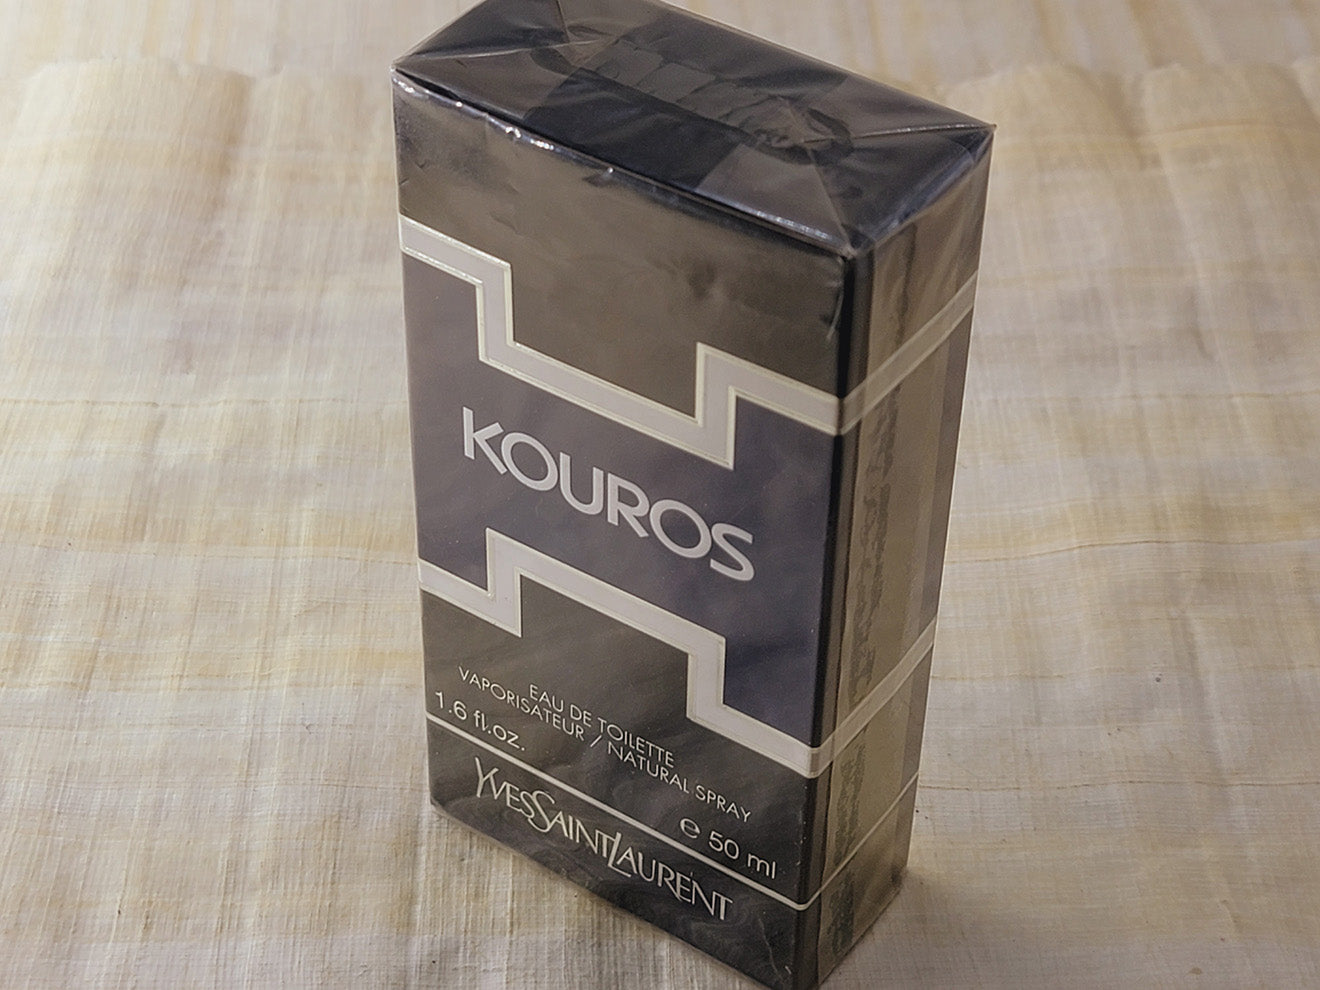 KOUROS
EAU DE TOILETTE
VAPORISATEUR / NATURAL SPRAY
1.6 fl.oz.
℮ 50 ml
YVESSAINTLAURENT